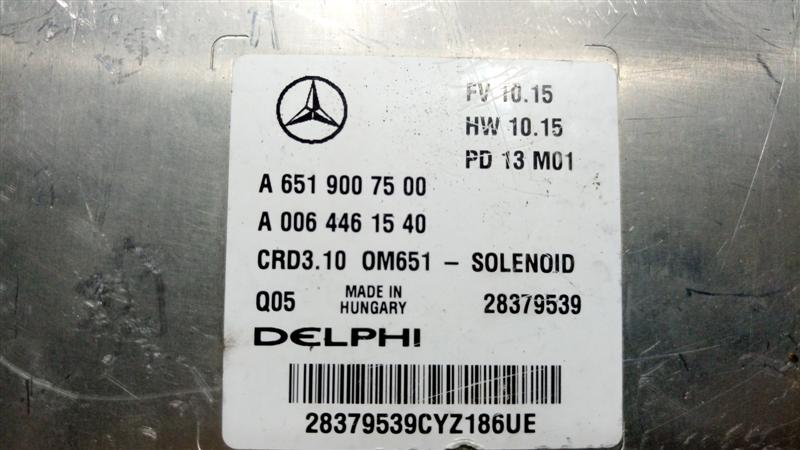 FV 10.15
HW 10.15
PD 13 M01
A 651 900 75 00
A 006 446 15 40
CRD3.10 OM651 – SOLENOID
Q05 MADE IN HUNGARY 28379539
DELPHI
28379539CYZ186UE